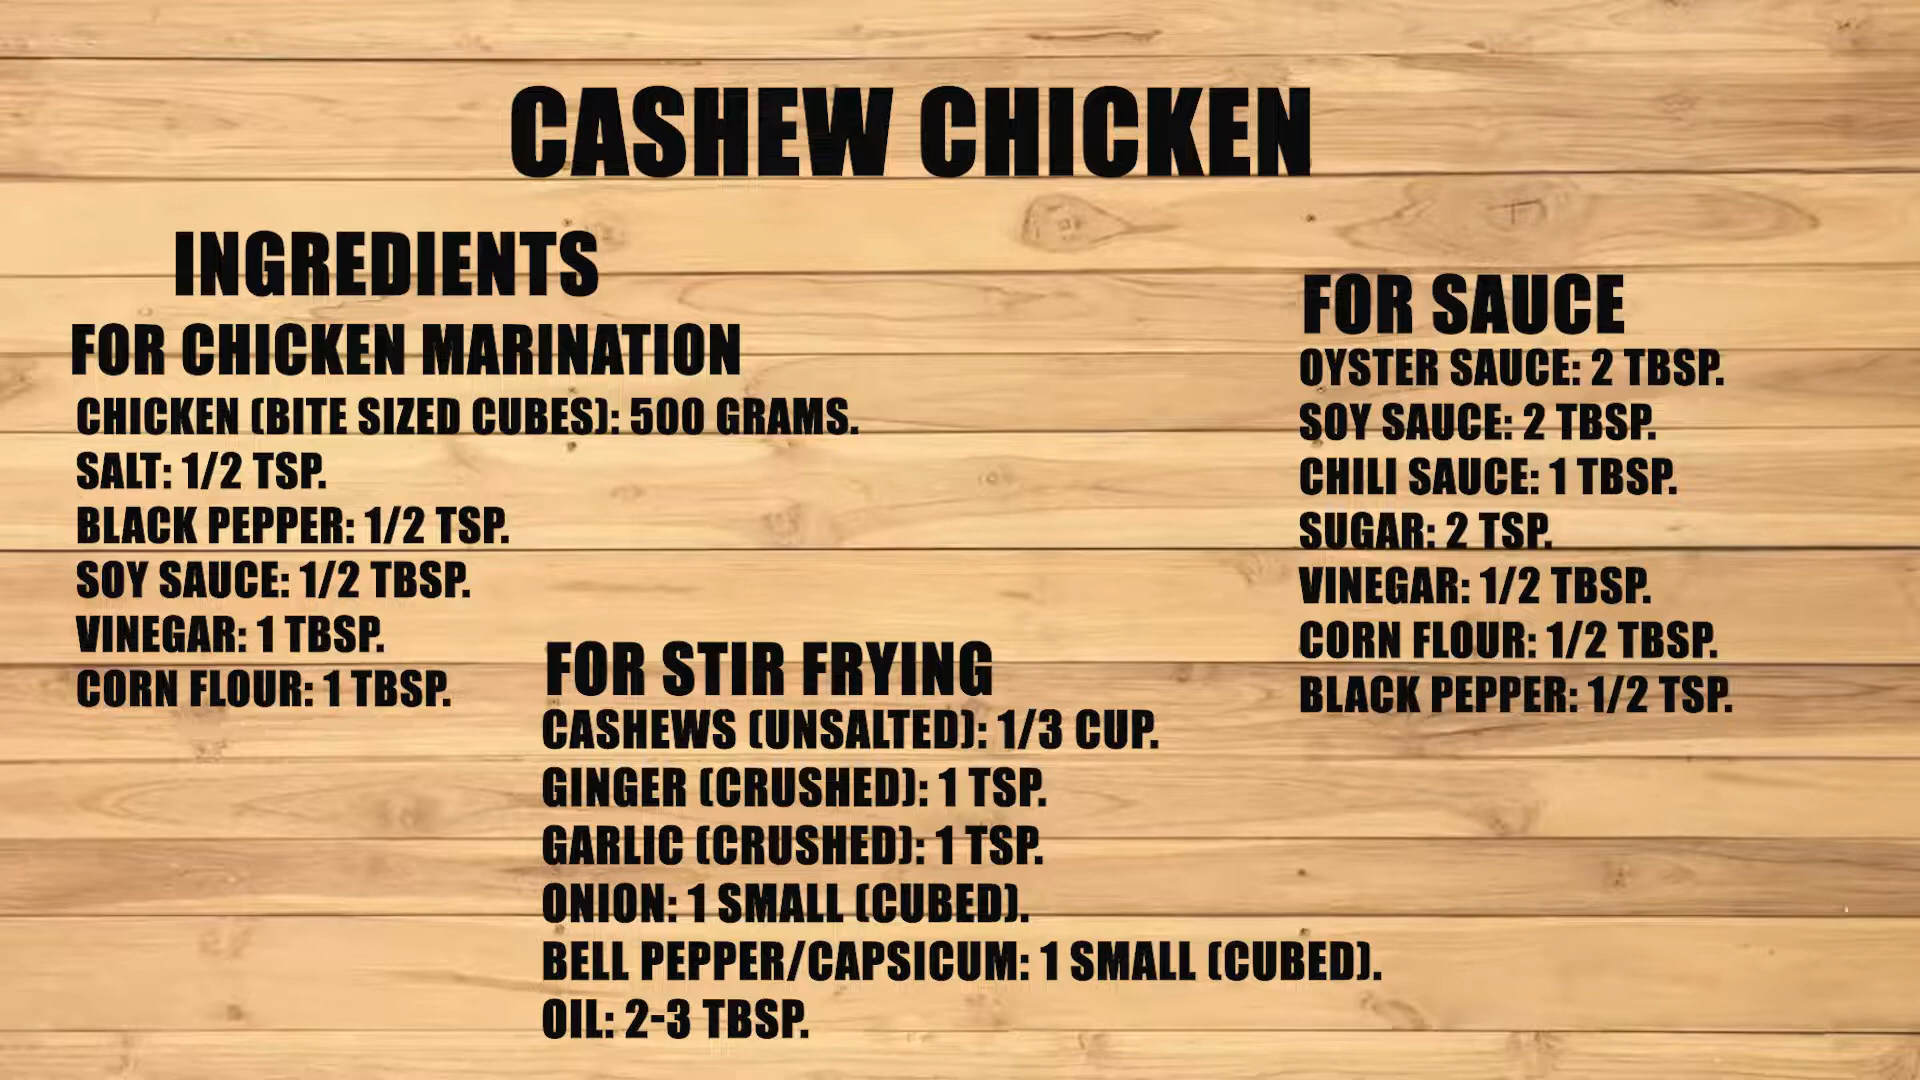 CASHEW CHICKEN
INGREDIENTS
FOR CHICKEN MARINATION
CHICKEN (BITE SIZED CUBES): 500 GRAMS.
SALT: 1/2 TSP.
BLACK PEPPER: 1/2 TSP.
SOY SAUCE: 1/2 TBSP.
VINEGAR: 1 TBSP.
CORN FLOUR: 1 TBSP.
FOR STIR FRYING
CASHEWS (UNSALTED): 1/3 CUP.
GINGER (CRUSHED): 1 TSP.
GARLIC (CRUSHED): 1 TSP.
ONION: 1 SMALL (CUBED).
BELL PEPPER/CAPSICUM: 1 SMALL (CUBED).
OIL: 2-3 TBSP.
FOR SAUCE
OYSTER SAUCE: 2 TBSP.
SOY SAUCE: 2 TBSP.
CHILI SAUCE: 1 TBSP.
SUGAR: 2 TSP.
VINEGAR: 1/2 TBSP.
CORN FLOUR: 1/2 TBSP.
BLACK PEPPER: 1/2 TSP.